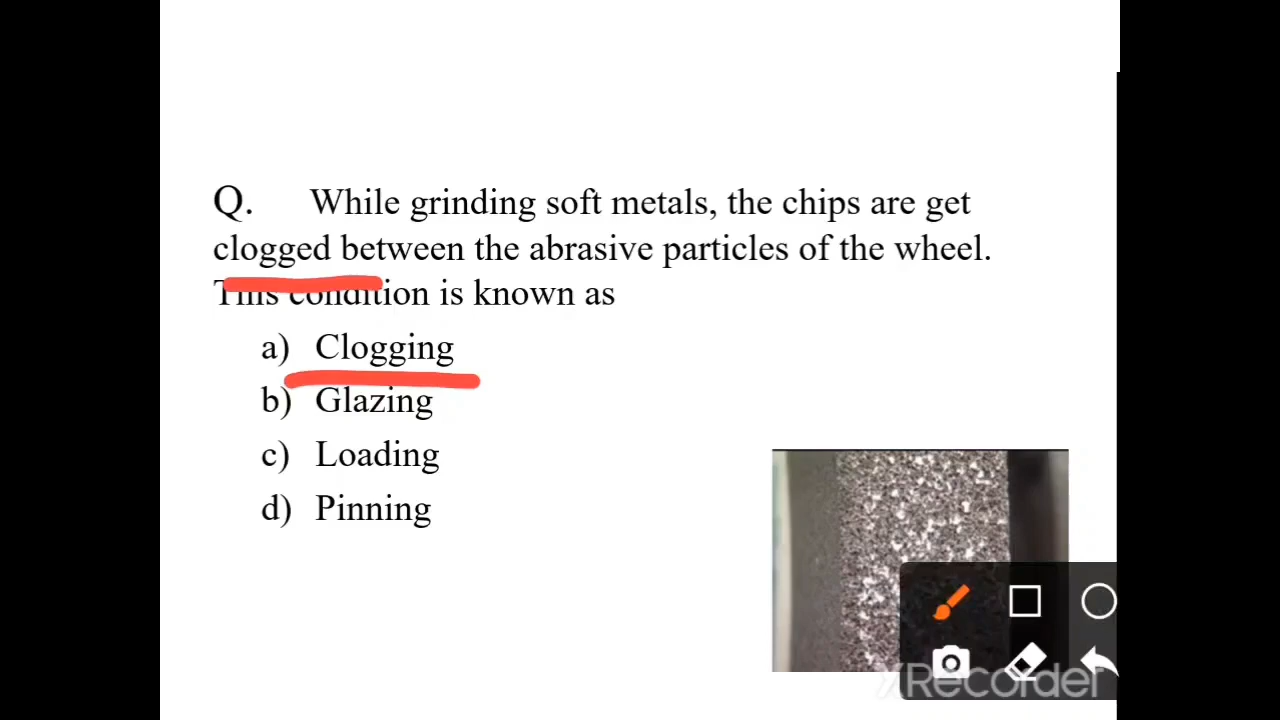 Q. While grinding soft metals, the chips are get
clogged between the abrasive particles of the wheel.
This condition is known as
a) Clogging
b) Glazing
c) Loading
d) Pinning
XRecorder